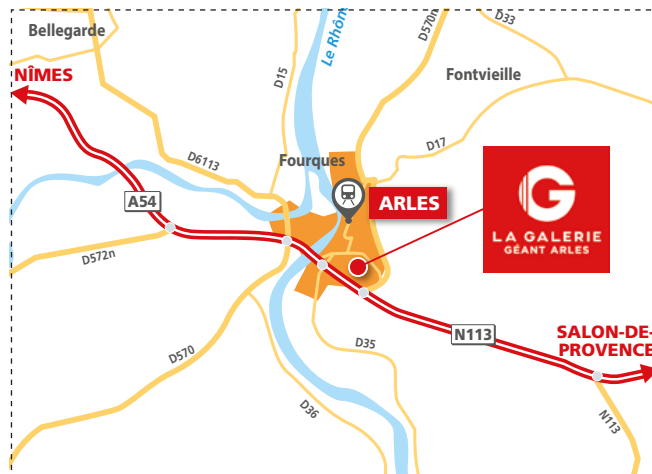 Bellegarde
NÎMES
D15
Le Rhône
D570n
D33
Fontvieille
D6113
Fourques
D17
A54
ARLES
G
LA GALERIE
GÉANT ARLES
D572n
D570
D36
D35
N113
SALON-DE-
PROVENCE
N113